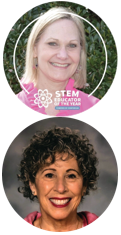 STEM
EDUCATOR
OF THE YEAR